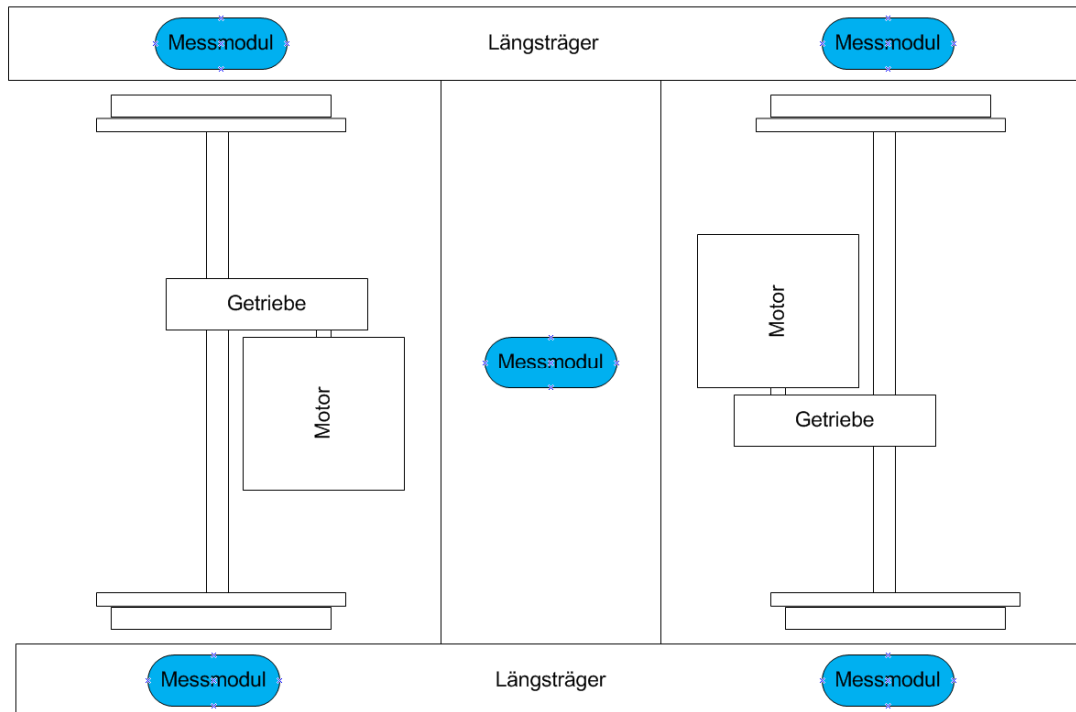 Messmodul
Längsträger
Messmodul
Motor
Getriebe
Messmodul
Motor
Getriebe
Messmodul
Längsträger
Messmodul